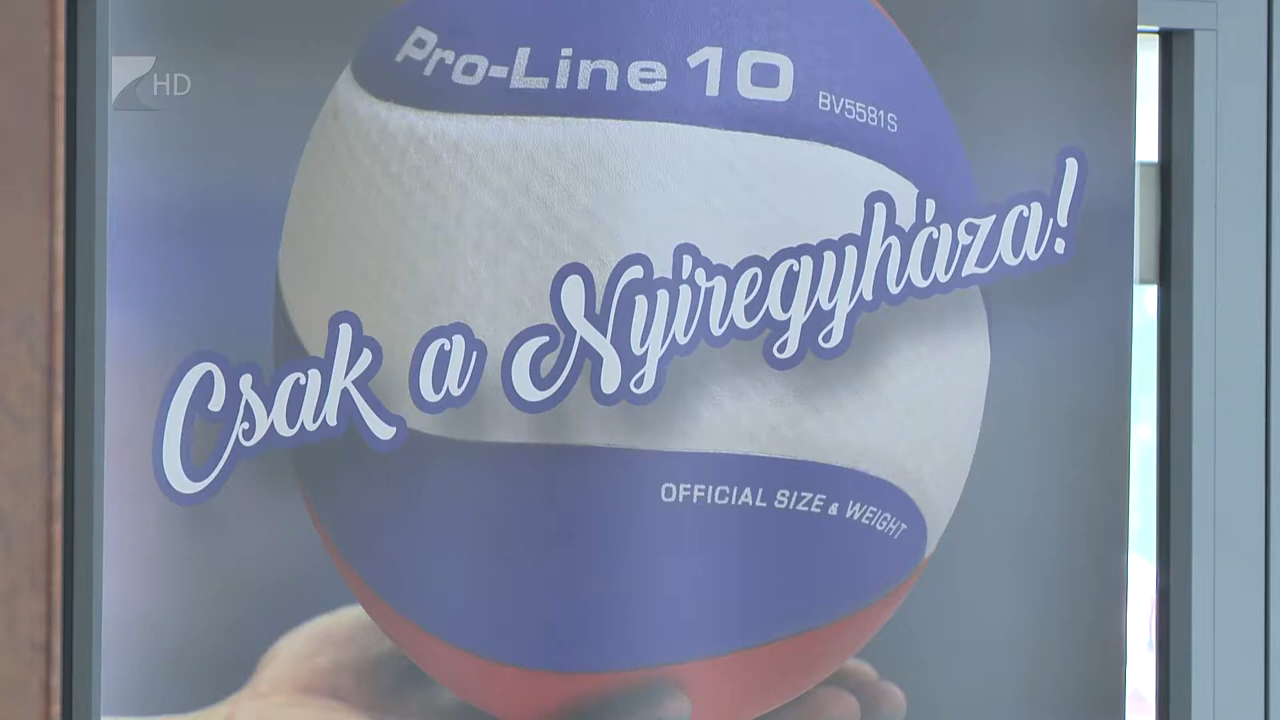 HD
Pro-Line 10
BV5581S
Csak a Nyíregyháza!
OFFICIAL SIZE & WEIGHT